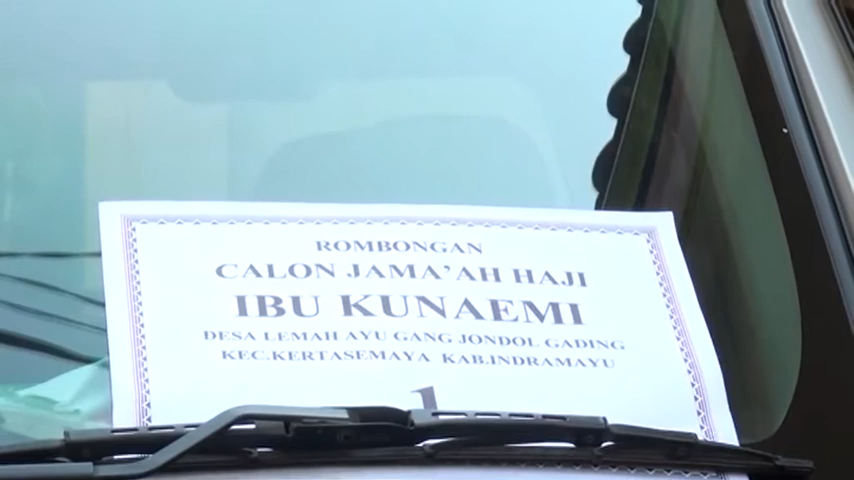 ROMBONGAN
CALON JAMA'AH HAJI
IBU KUNAEMI
DESA LEMAH AYU GANG JONDOL GADING
KEC.KERTASEMAYA KAB.INDRAMAYU
1